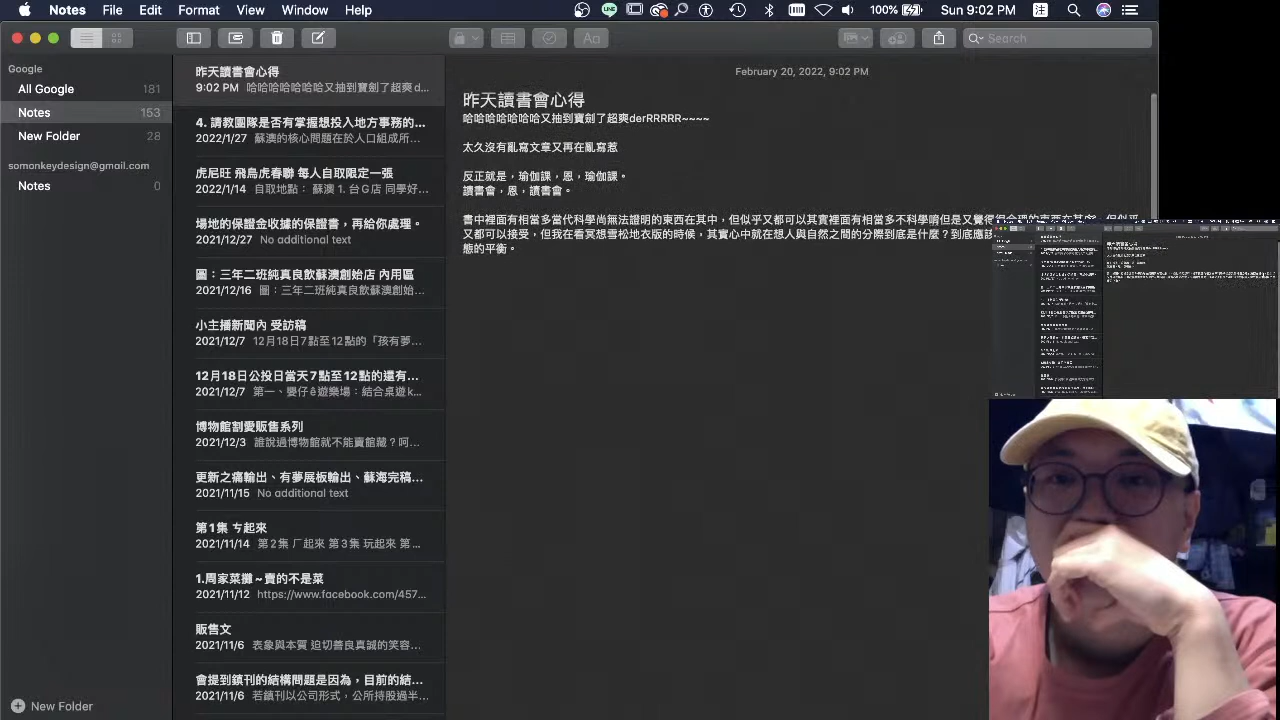 Notes File Edit Format View Window Help 100% Sun 9:02 PM 注
Aa Search
Google
All Google 181
Notes 153
New Folder 28
somonkeydesign@gmail.com
Notes 0
New Folder
昨天讀書會心得
9:02 PM 哈哈哈哈哈哈哈又抽到寶劍了超爽d...
4. 請教團隊是否有掌握想投入地方事務的...
2022/1/27 蘇澳的核心問題在於人口組成所...
虎尼旺 飛鳥虎春聯 每人自取限定一張
2022/1/14 自取地點： 蘇澳 1. 台G店 同學好...
場地的保證金收據的保證書，再給你處理。
2021/12/27 No additional text
圖：三年二班純真良欵蘇澳創始店 內用區
2021/12/16 圖：三年二班純真良欵蘇澳創始...
小主播新聞內 受訪稿
2021/12/7 12月18日7點至12點的「孩有夢...
12月18日公投日當天7點至12點的還有...
2021/12/7 第一、嬰仔ê遊樂場：結合桌遊k...
博物館割愛販售系列
2021/12/3 誰說過博物館就不能賣館藏？呵...
更新之痛輸出、有夢展板輸出、蘇海完稿...
2021/11/15 No additional text
第1集 ㄘ起來
2021/11/14 第2集 ㄏ起來 第3集 玩起來 第...
1.周家菜攤~賣的不是菜
2021/11/12 https://www.facebook.com/457...
販售文
2021/11/6 表象與本質 迫切善良真誠的笑容...
會提到鎮刊的結構問題是因為，目前的結...
2021/11/6 若鎮刊以公司形式，公所持股過半...
February 20, 2022, 9:02 PM
昨天讀書會心得
哈哈哈哈哈哈哈又抽到寶劍了超爽derRRRRR~~~~
太久沒有亂寫文章又再在亂寫惹
反正就是，瑜伽課，恩，瑜伽課。
讀書會，恩，讀書會。
書中裡面有相當多當代科學尚無法證明的東西在其中，但似乎又都可以其實裡面有相當多不科學唷但是又覺得很合理的東西在其ㄓㄨ 但似乎
又都可以接受，但我在看冥想雪松地衣版的時候，其實心中就在想人與自然之間的分際到底是什麼？到底應該
態的平衡。